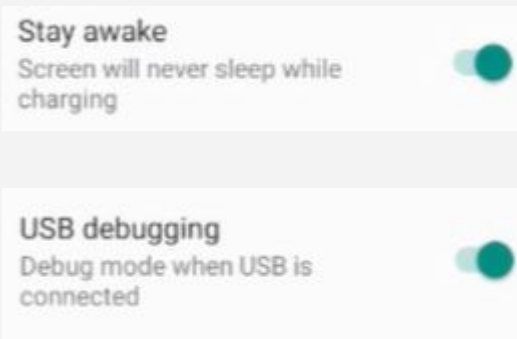 Stay awake
Screen will never sleep while
charging
USB debugging
Debug mode when USB is
connected